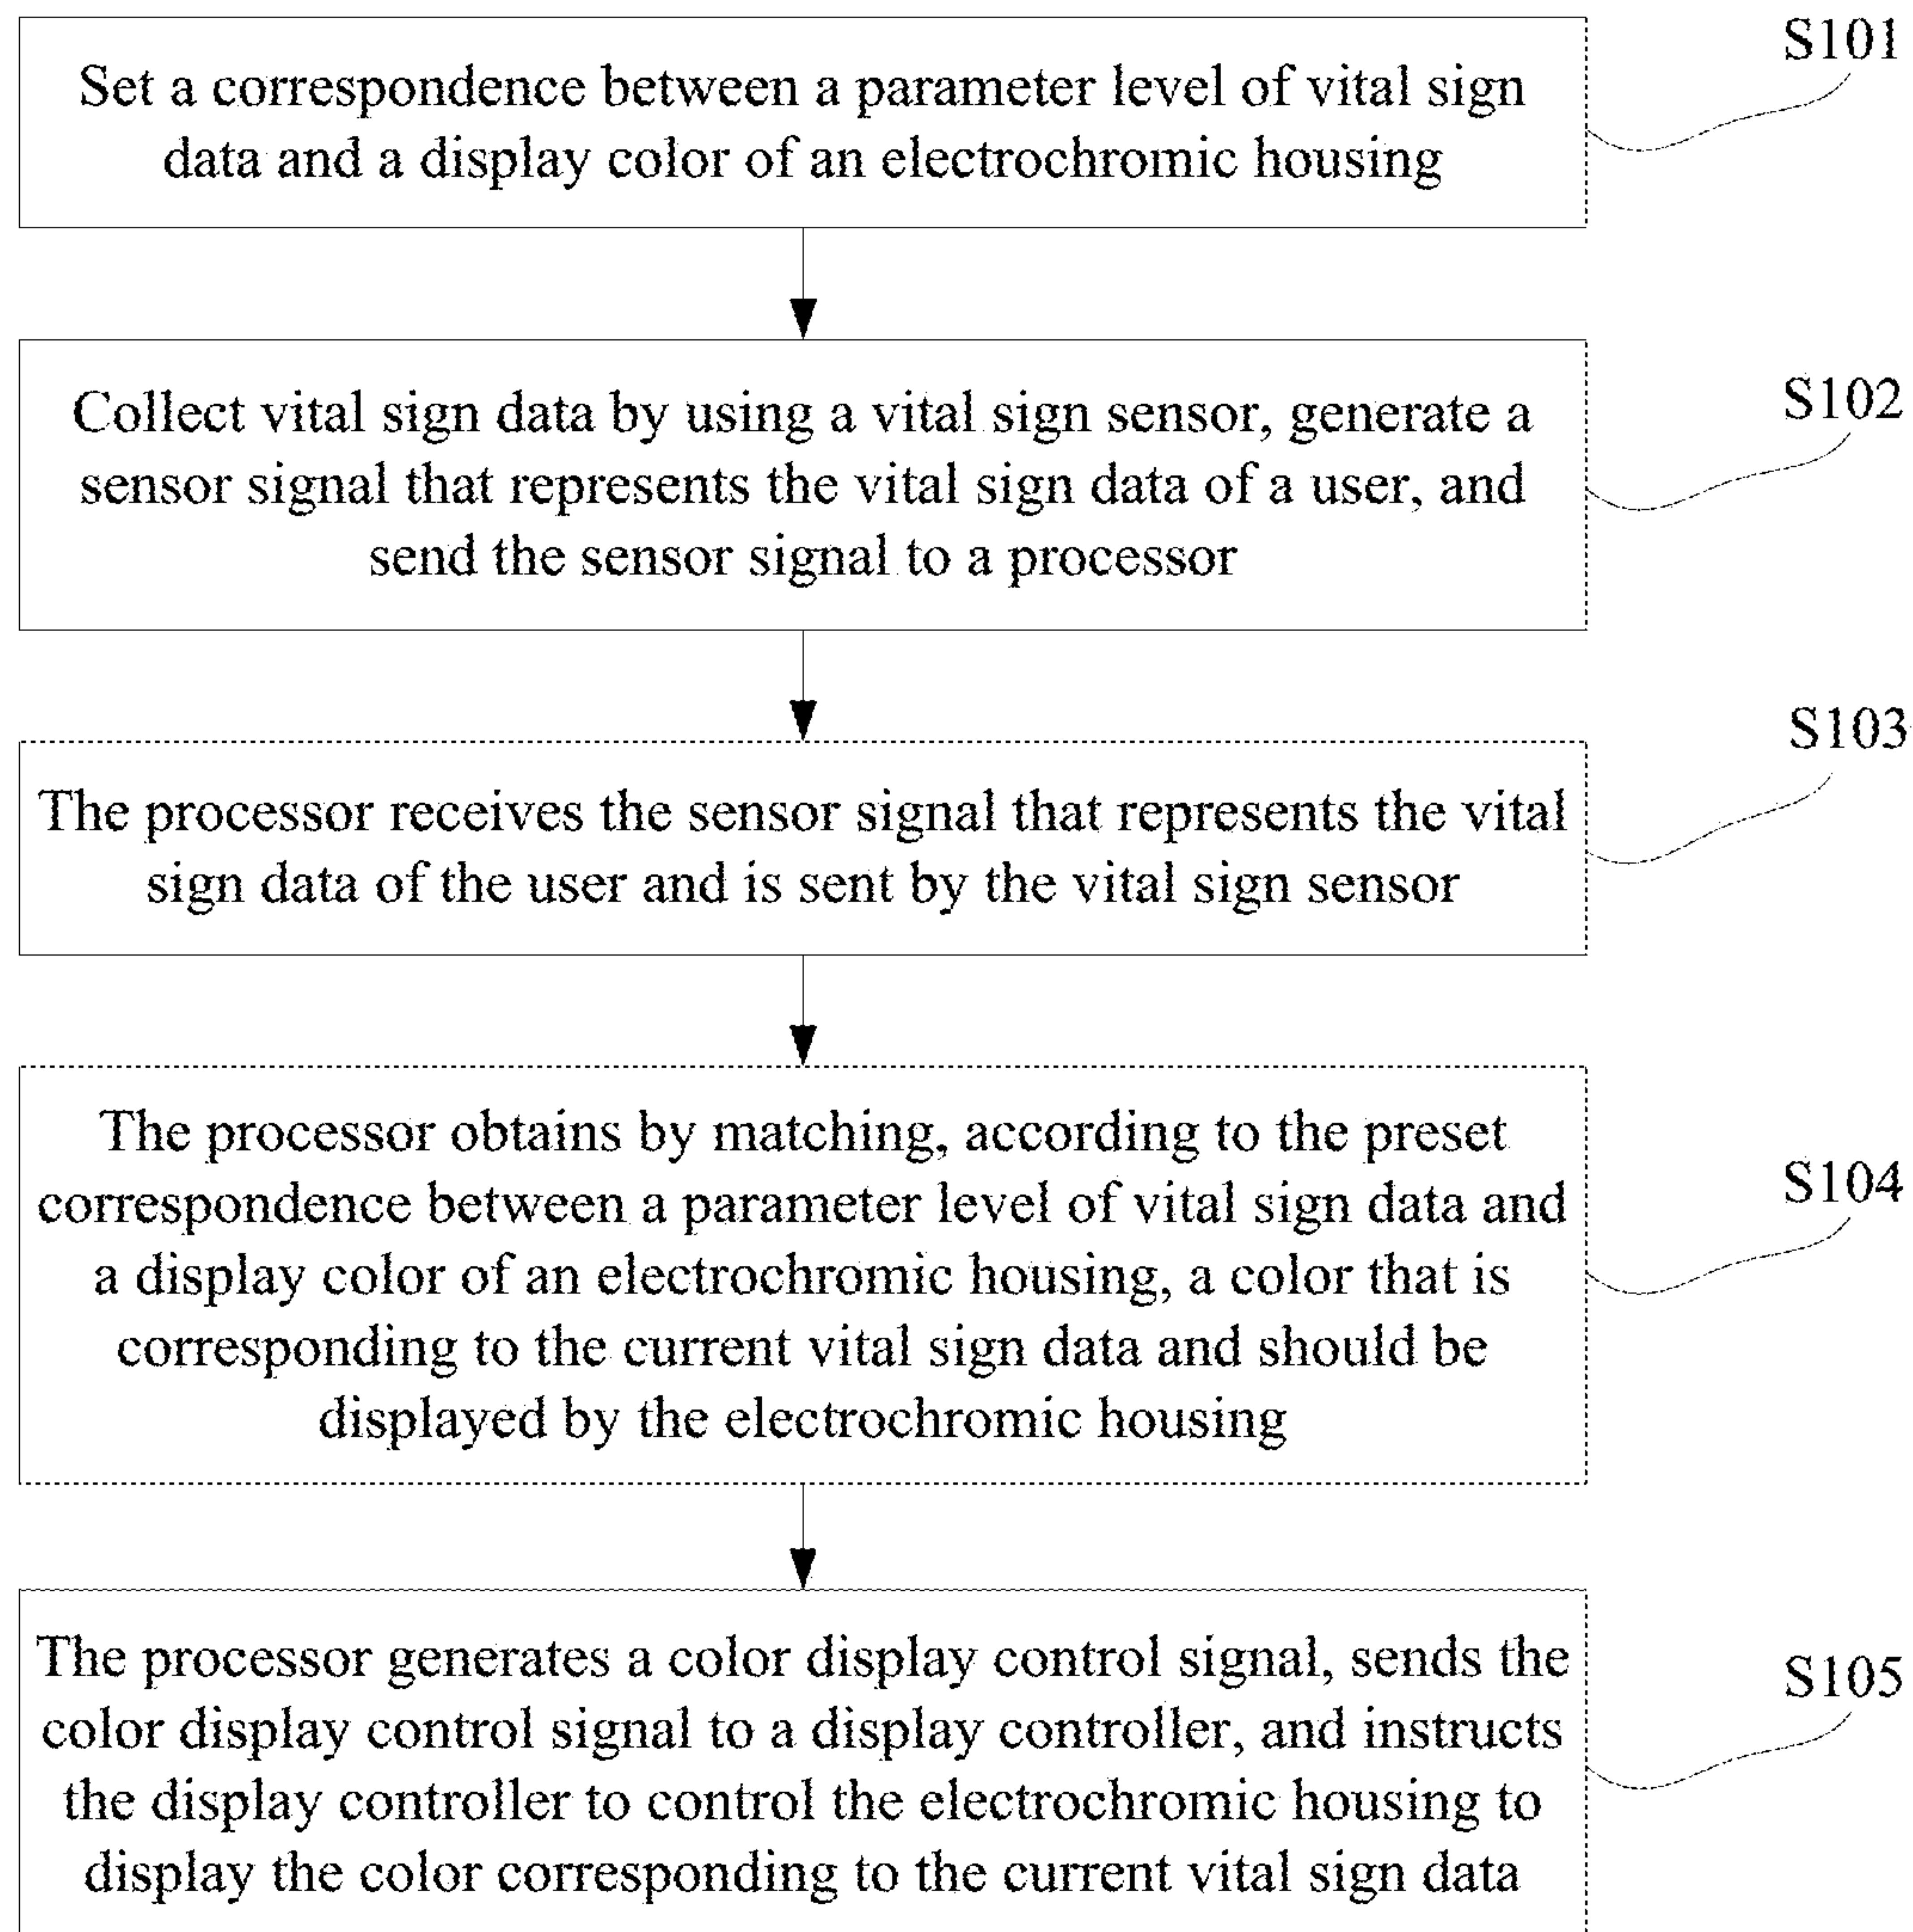 S101
Set a correspondence between a parameter level of vital sign
data and a display color of an electrochromic housing
S102
Collect vital sign data by using a vital sign sensor, generate a
sensor signal that represents the vital sign data of a user, and
send the sensor signal to a processor
S103
The processor receives the sensor signal that represents the vital
sign data of the user and is sent by the vital sign sensor
S104
The processor obtains by matching, according to the preset
correspondence between a parameter level of vital sign data and
a display color of an electrochromic housing, a color that is
corresponding to the current vital sign data and should be
displayed by the electrochromic housing
S105
The processor generates a color display control signal, sends the
color display control signal to a display controller, and instructs
the display controller to control the electrochromic housing to
display the color corresponding to the current vital sign data